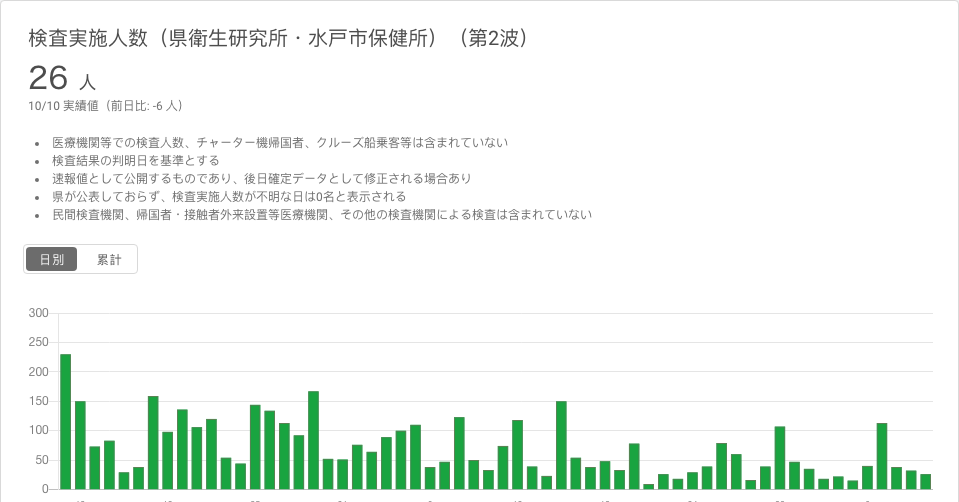 検査実施人数（県衛生研究所・水戸市保健所）（第2波）
26 人
10/10 実績値（前日比: -6 人）
医療機関等での検査人数、チャーター機帰国者、クルーズ船乗客等は含まれていない
検査結果の判明日を基準とする
速報値として公開するものであり、後日確定データとして修正される場合あり
県が公表しておらず、検査実施人数が不明な日は0名と表示される
民間検査機関、帰国者・接触者外来設置等医療機関、その他の検査機関による検査は含まれていない
日別 累計
300
250
200
150
100
50
0